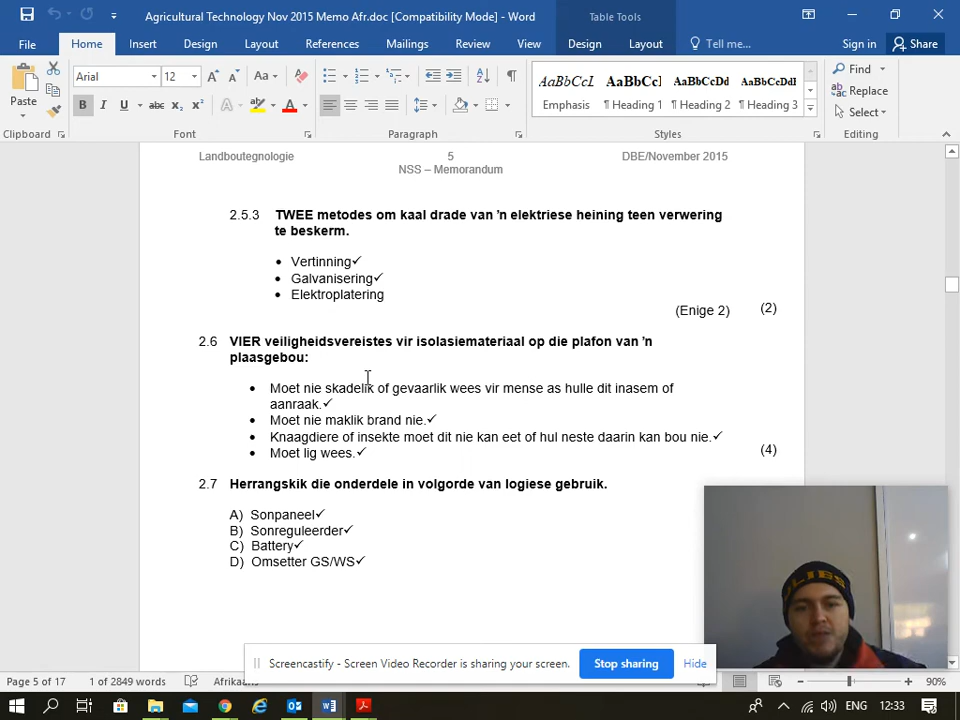 Agricultural Technology Nov 2015 Memo Afr.doc [Compatibility Mode] - Word
Table Tools
File Home Insert Design Layout References Mailings Review View Design Layout Tell me... Sign in Share
Paste
Arial 12
Aa
B I U abc x₂ x² A A
AaBbCcL AaBbCcI AaBbCcDd AaBbCcDdI
Emphasis ¶ Heading 1 ¶ Heading 2 ¶ Heading 3
Find
Replace
Select
Clipboard Font Paragraph Styles Editing
Landboutegnologie 5 DBE/November 2015
NSS – Memorandum
2.5.3 TWEE metodes om kaal drade van 'n elektriese heining teen verwering
te beskerm.
• Vertinning✓
• Galvanisering✓
• Elektroplatering
(Enige 2) (2)
2.6 VIER veiligheidsvereistes vir isolasiemateriaal op die plafon van 'n
plaasgebou:
• Moet nie skadelik of gevaarlik wees vir mense as hulle dit inasem of
aanraak.✓
• Moet nie maklik brand nie.✓
• Knaagdiere of insekte moet dit nie kan eet of hul neste daarin kan bou nie.✓
• Moet lig wees.✓ (4)
2.7 Herrangskik die onderdele in volgorde van logiese gebruik.
A) Sonpaneel✓
B) Sonreguleerder✓
C) Battery✓
D) Omsetter GS/WS✓
Screencastify - Screen Video Recorder is sharing your screen. Stop sharing Hide
Page 5 of 17 1 of 2849 words Afrikaans 90%
ENG 12:33